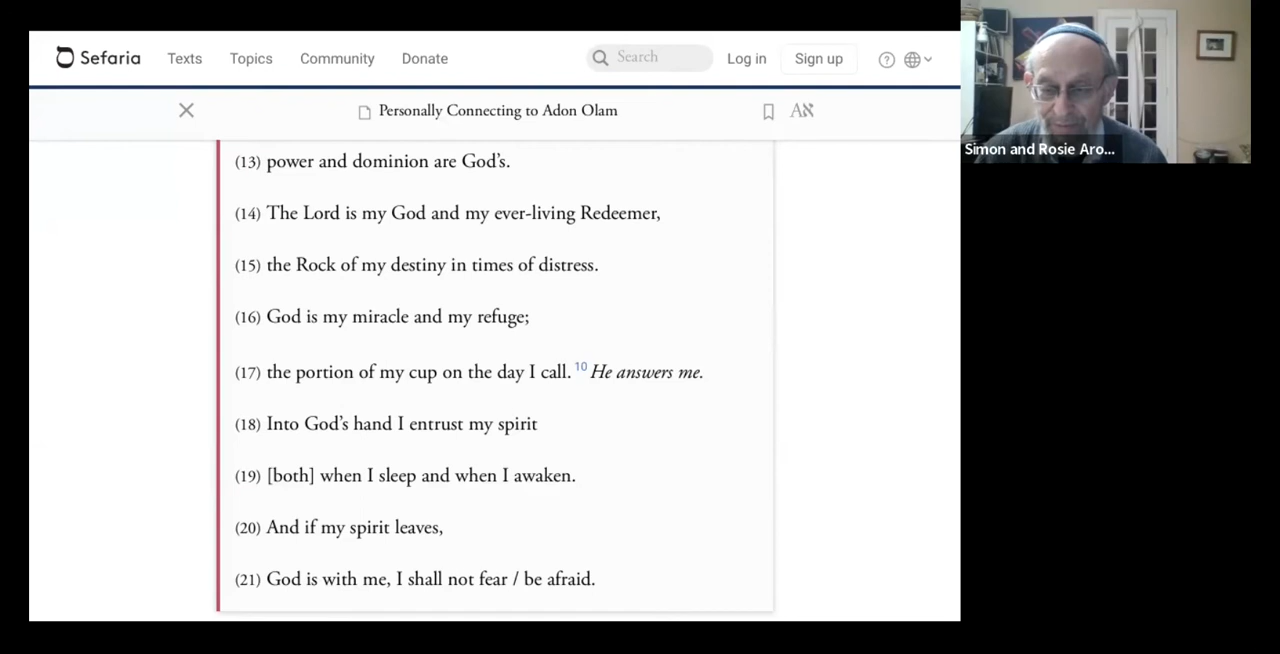 Sefaria Texts Topics Community Donate Search Log in Sign up
Personally Connecting to Adon Olam Aא
Simon and Rosie Aro...
(13) power and dominion are God’s.
(14) The Lord is my God and my ever-living Redeemer,
(15) the Rock of my destiny in times of distress.
(16) God is my miracle and my refuge;
(17) the portion of my cup on the day I call.10 He answers me.
(18) Into God’s hand I entrust my spirit
(19) [both] when I sleep and when I awaken.
(20) And if my spirit leaves,
(21) God is with me, I shall not fear / be afraid.